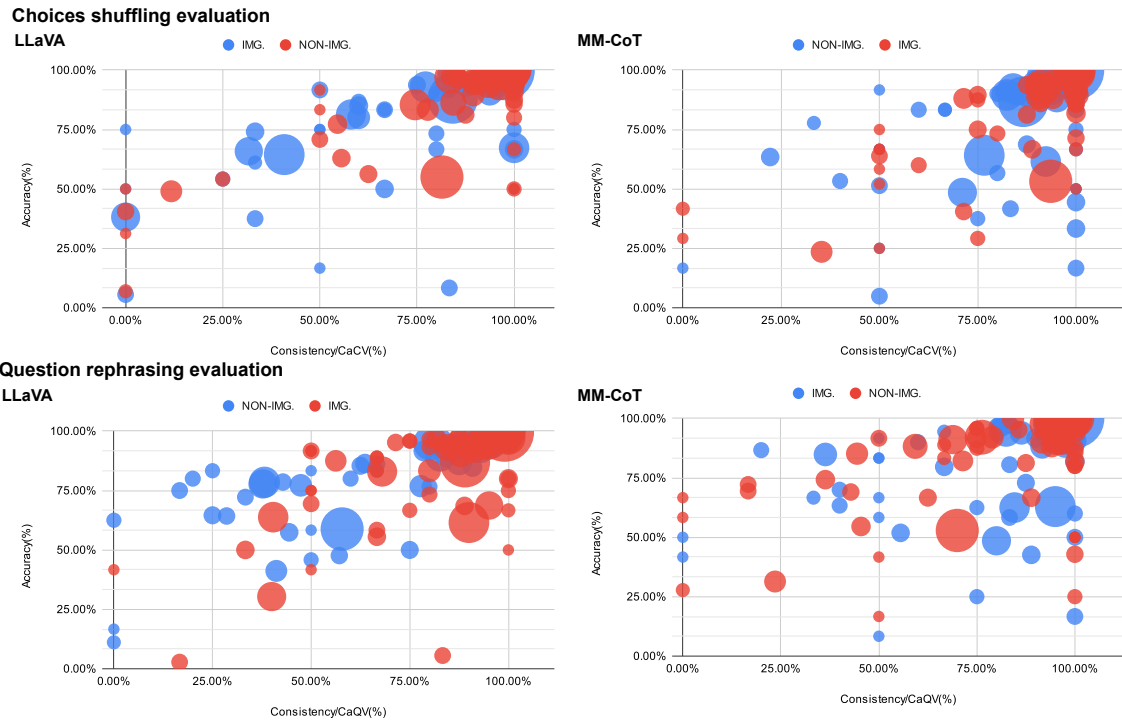 Choices shuffling evaluation
LLaVA
IMG. NON-IMG.
100.00%
75.00%
50.00%
25.00%
0.00%
Accuracy(%)
0.00% 25.00% 50.00% 75.00% 100.00%
Consistency/CaCV(%)
MM-CoT
NON-IMG. IMG.
100.00%
75.00%
50.00%
25.00%
0.00%
Accuracy(%)
0.00% 25.00% 50.00% 75.00% 100.00%
Consistency/CaCV(%)
Question rephrasing evaluation
LLaVA
NON-IMG. IMG.
100.00%
75.00%
50.00%
25.00%
0.00%
Accuracy(%)
0.00% 25.00% 50.00% 75.00% 100.00%
Consistency/CaQV(%)
MM-CoT
IMG. NON-IMG.
100.00%
75.00%
50.00%
25.00%
0.00%
Accuracy(%)
0.00% 25.00% 50.01% 75.00% 100.00%
Consistency/CaQV(%)